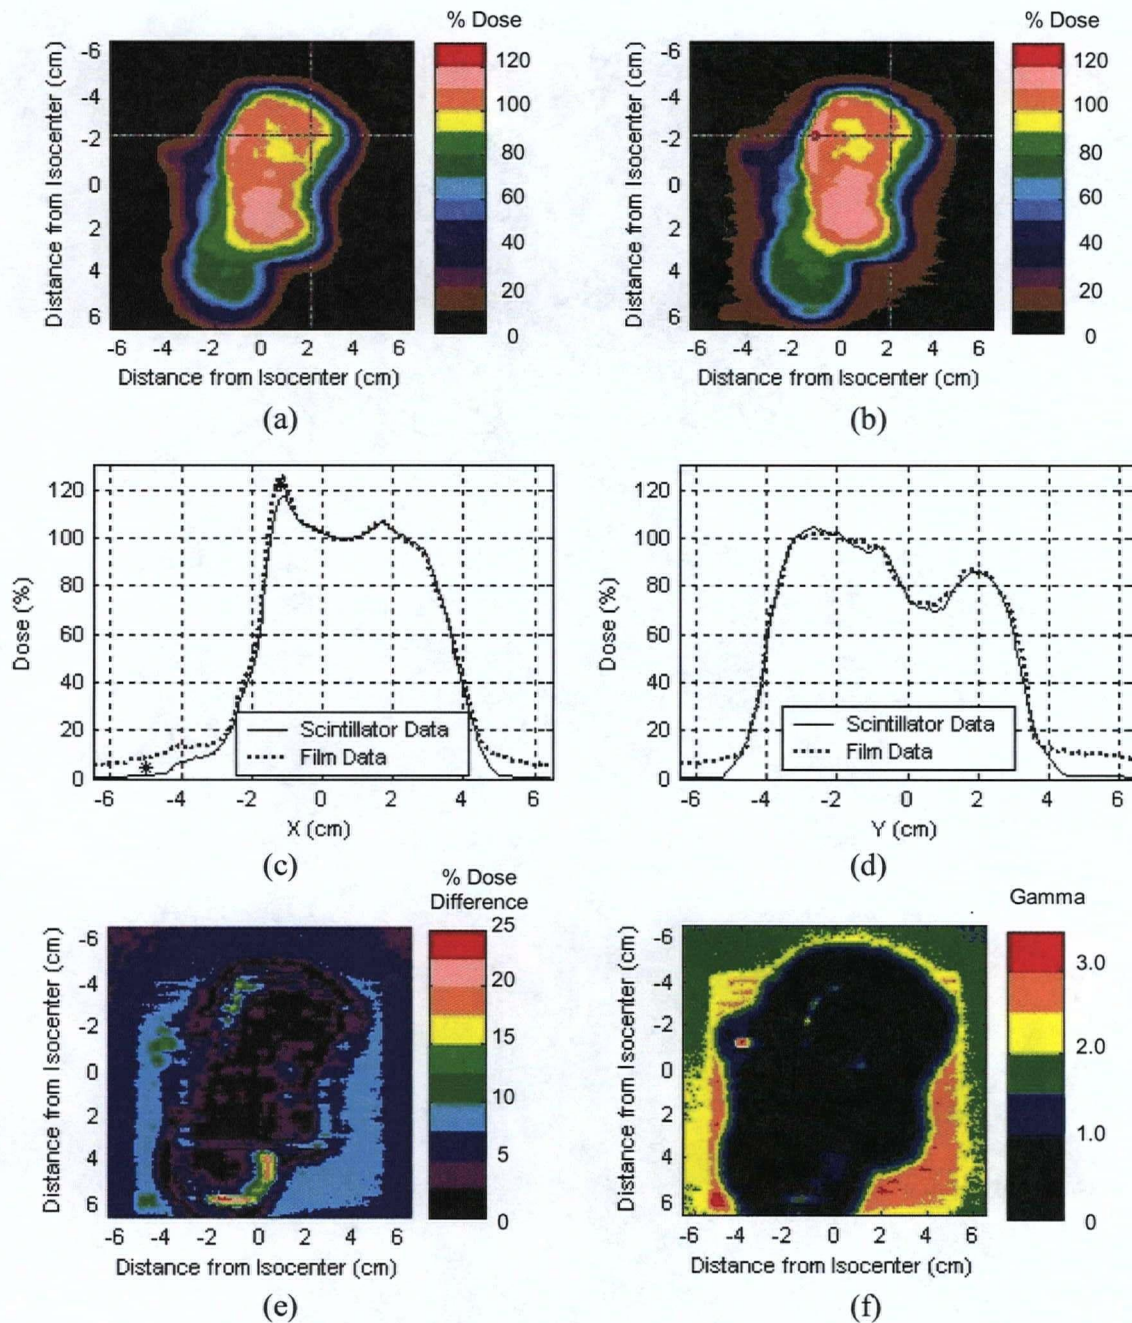 % Dose
% Dose
Distance from Isocenter (cm)
-6
-4
-2
0
2
4
6
-6 -4 -2 0 2 4 6
Distance from Isocenter (cm)
120
100
80
60
40
20
0
(a)
Distance from Isocenter (cm)
-6
-4
-2
0
2
4
6
-6 -4 -2 0 2 4 6
Distance from Isocenter (cm)
120
100
80
60
40
20
0
(b)
Dose (%)
120
100
80
60
40
20
0
Scintillator Data
Film Data
-6 -4 -2 0 2 4 6
X (cm)
(c)
Dose (%)
120
100
80
60
40
20
0
Scintillator Data
Film Data
-6 -4 -2 0 2 4 6
Y (cm)
(d)
% Dose
Difference
Distance from Isocenter (cm)
-6
-4
-2
0
2
4
6
-6 -4 -2 0 2 4 6
Distance from Isocenter (cm)
25
20
15
10
5
0
(e)
Gamma
Distance from Isocenter (cm)
-6
-4
-2
0
2
4
6
-6 -4 -2 0 2 4 6
Distance from Isocenter (cm)
3.0
2.0
1.0
0
(f)